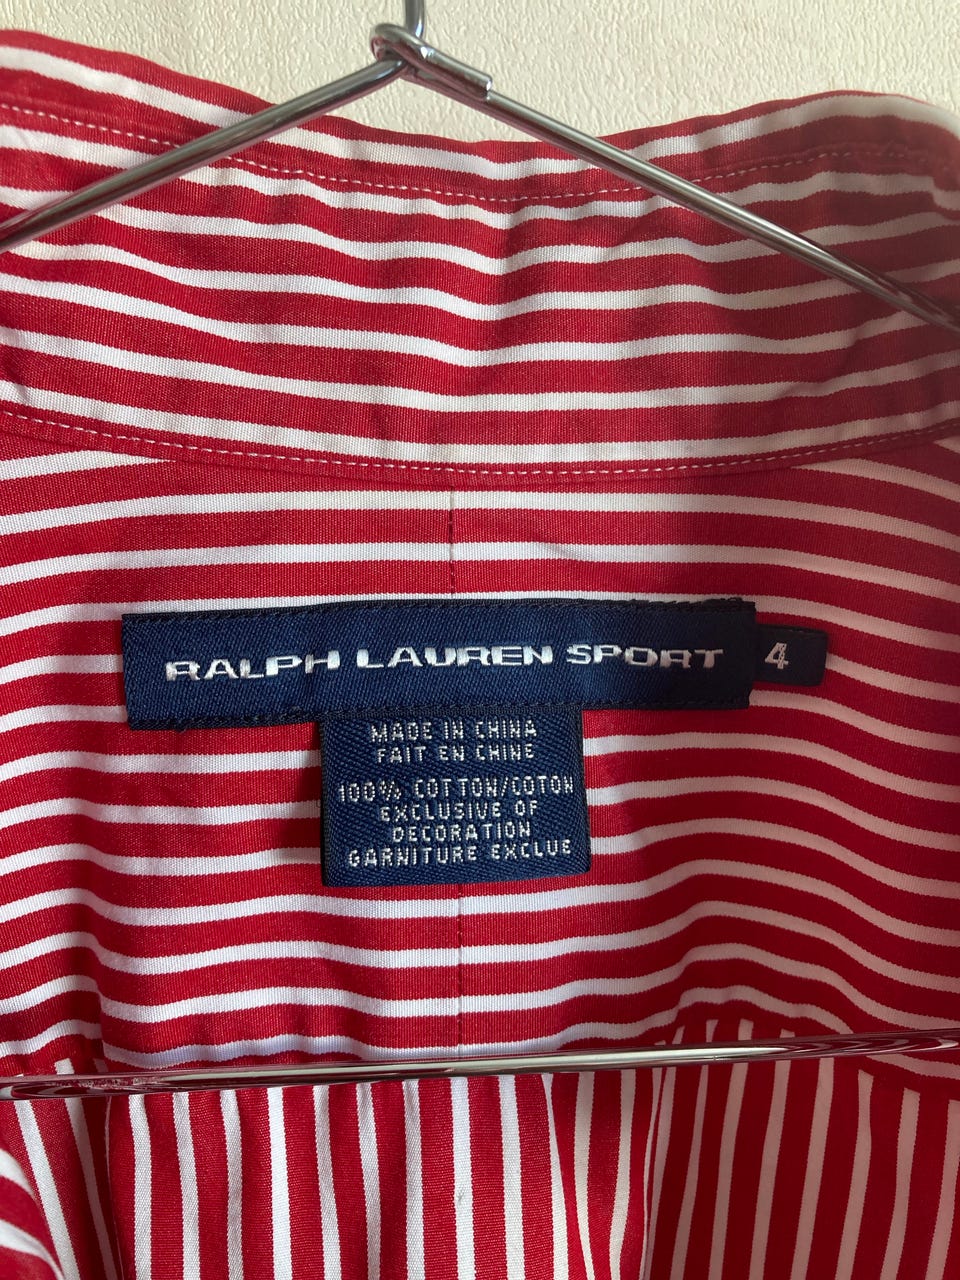 RALPH LAUREN SPORT
4
MADE IN CHINA
FAIT EN CHINE
100% COTTON/COTON
EXCLUSIVE OF
DECORATION
GARNITURE EXCLUE